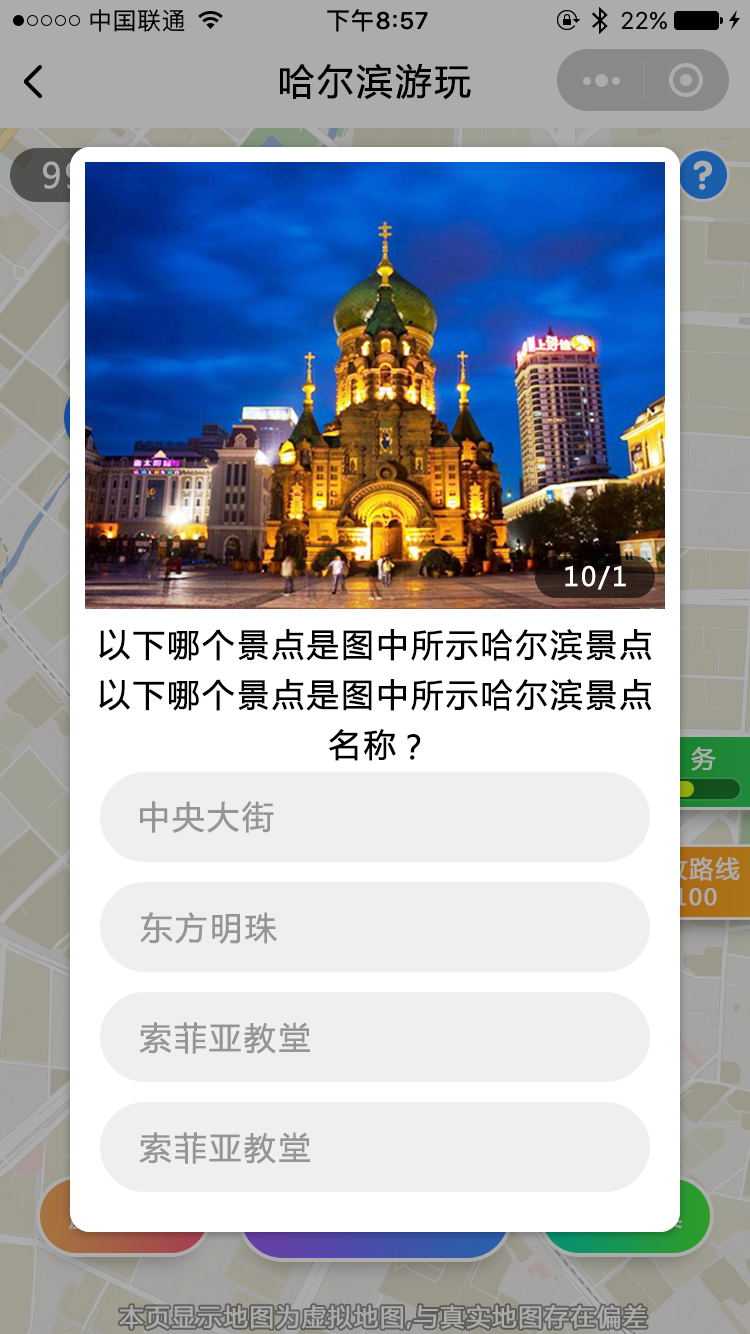 中国联通
下午8:57
22%
哈尔滨游玩
10/1
以下哪个景点是图中所示哈尔滨景点
以下哪个景点是图中所示哈尔滨景点
名称?
务
中央大街
路线
100
东方明珠
索菲亚教堂
索菲亚教堂
本页显示地图为虚拟地图,与真实地图存在偏差